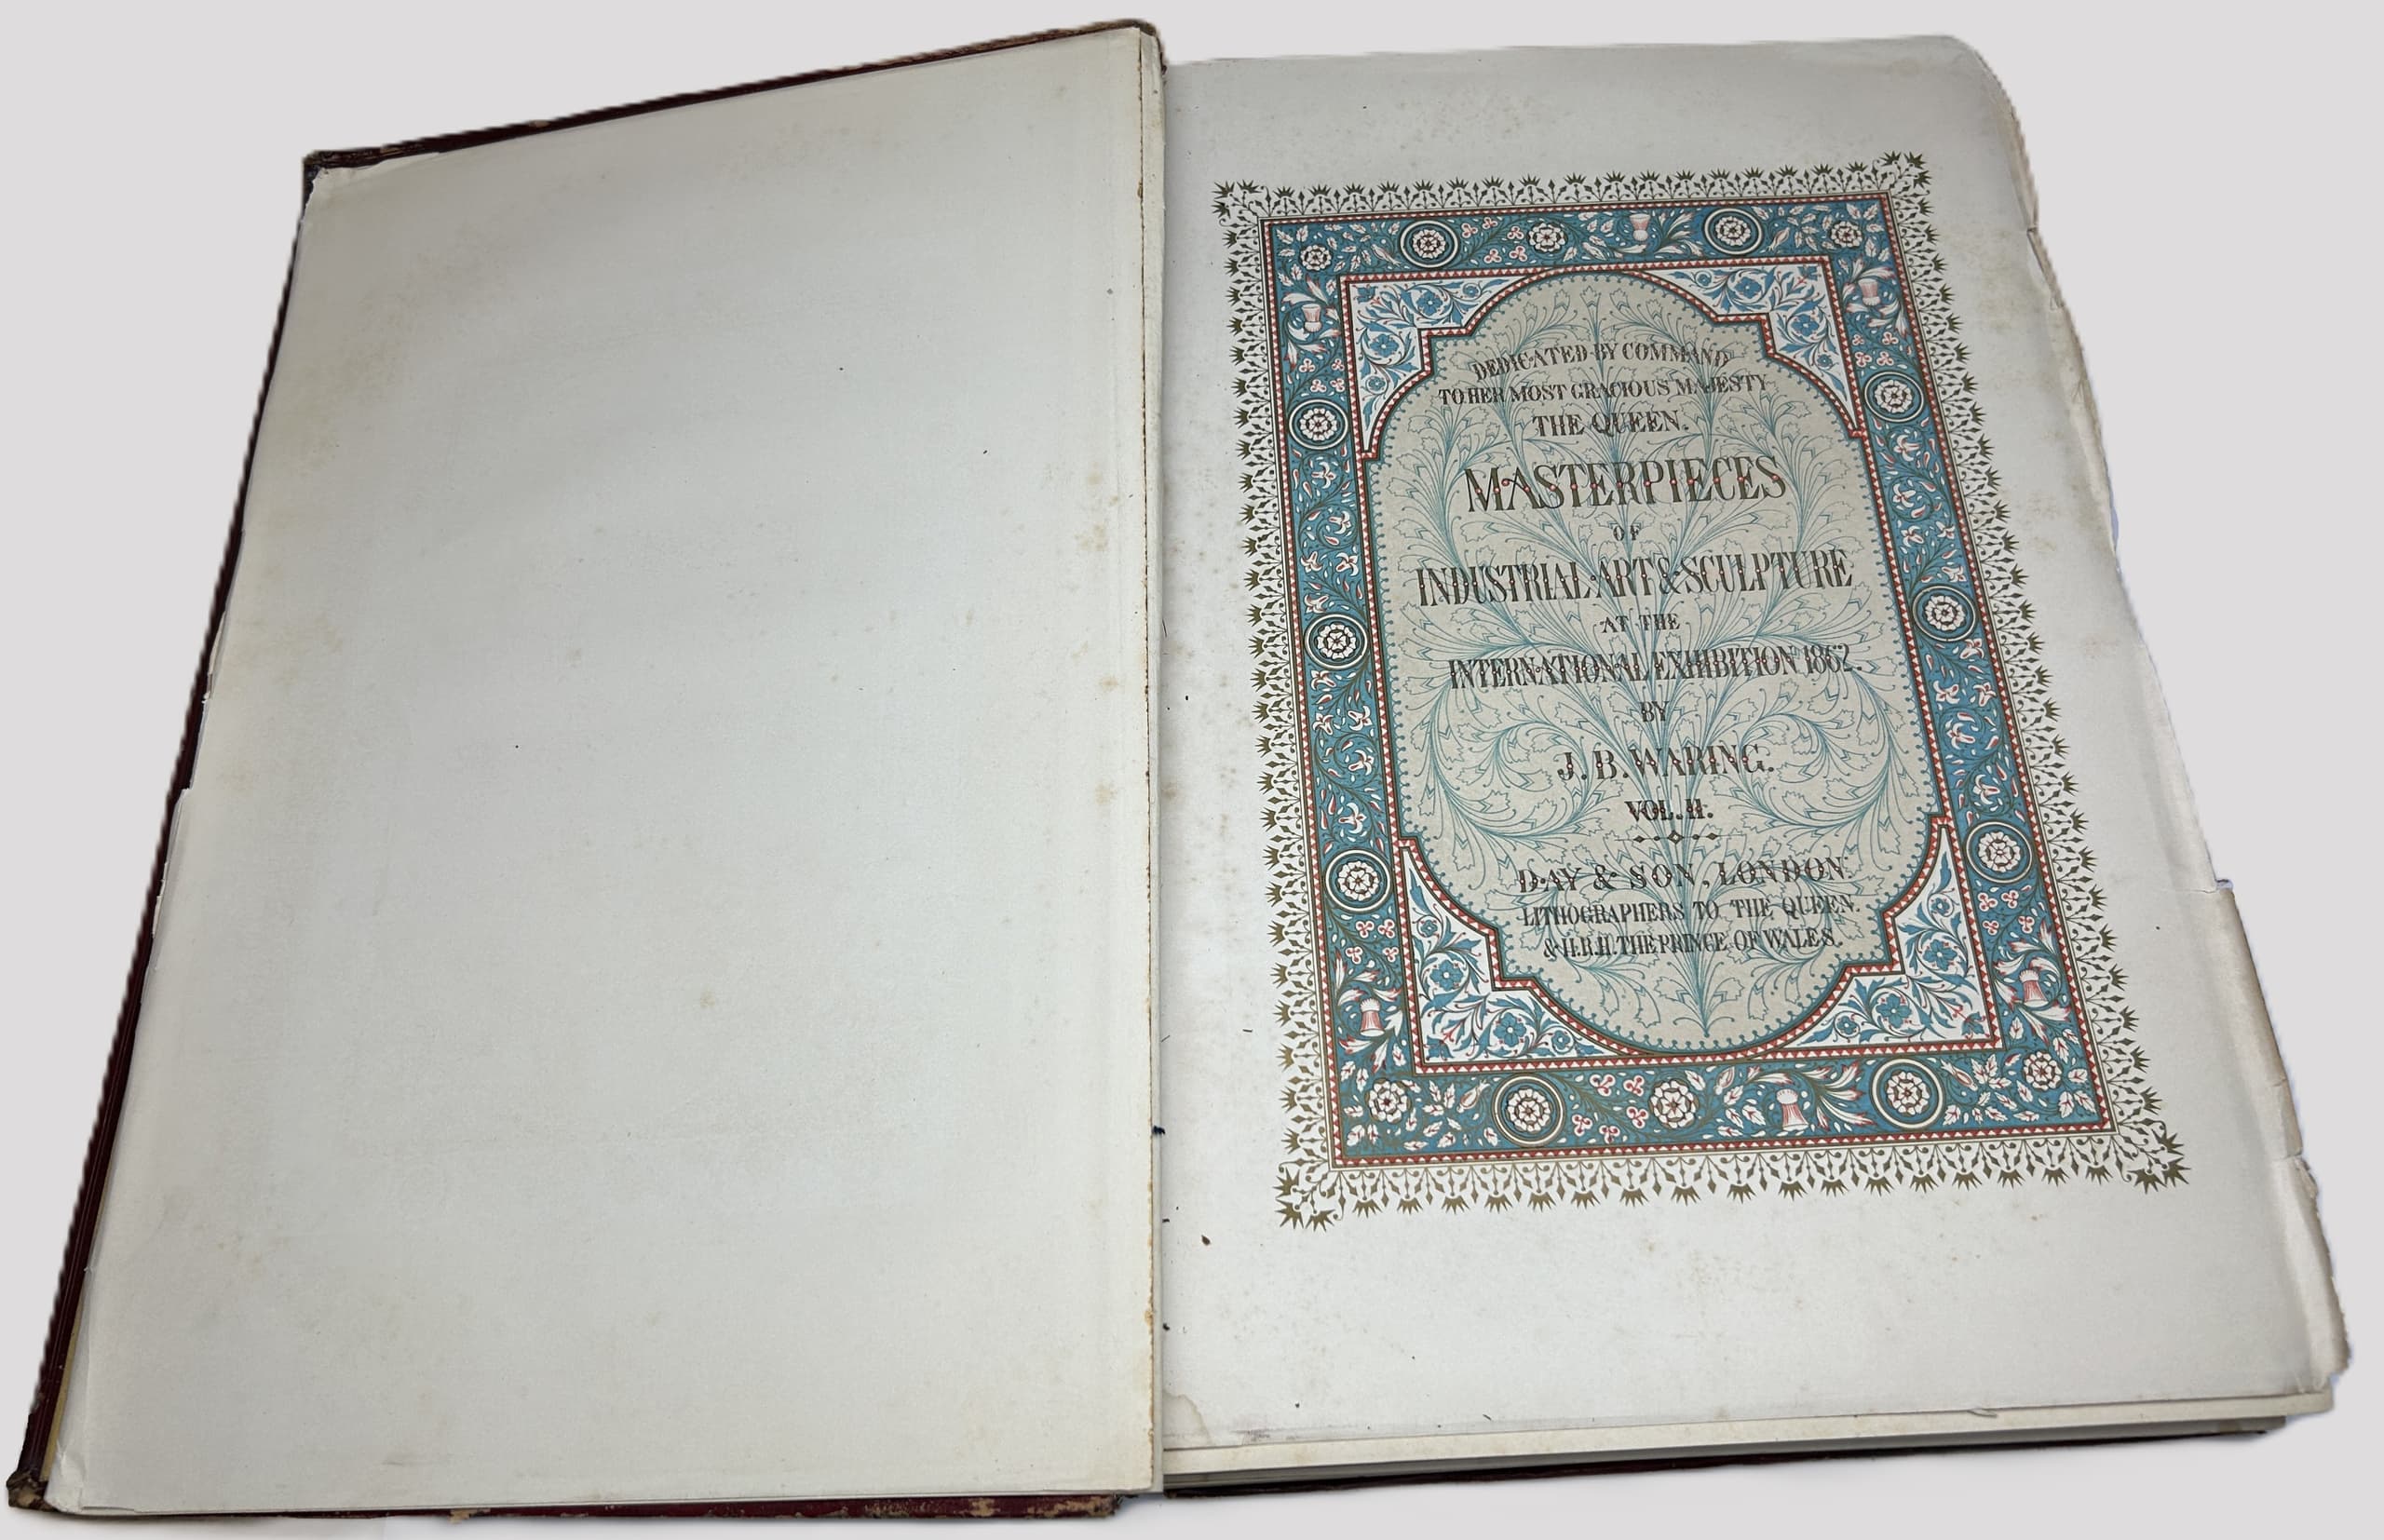 DEDICATED BY COMMAND
TO HER MOST GRACIOUS MAJESTY
THE QUEEN.
MASTERPIECES
OF
INDUSTRIAL ART & SCULPTURE
AT THE
INTERNATIONAL EXHIBITION 1862.
BY
J. B. WARING.
VOL. II.
DAY & SON, LONDON.
LITHOGRAPHERS TO THE QUEEN.
& H.R.H. THE PRINCE OF WALES.